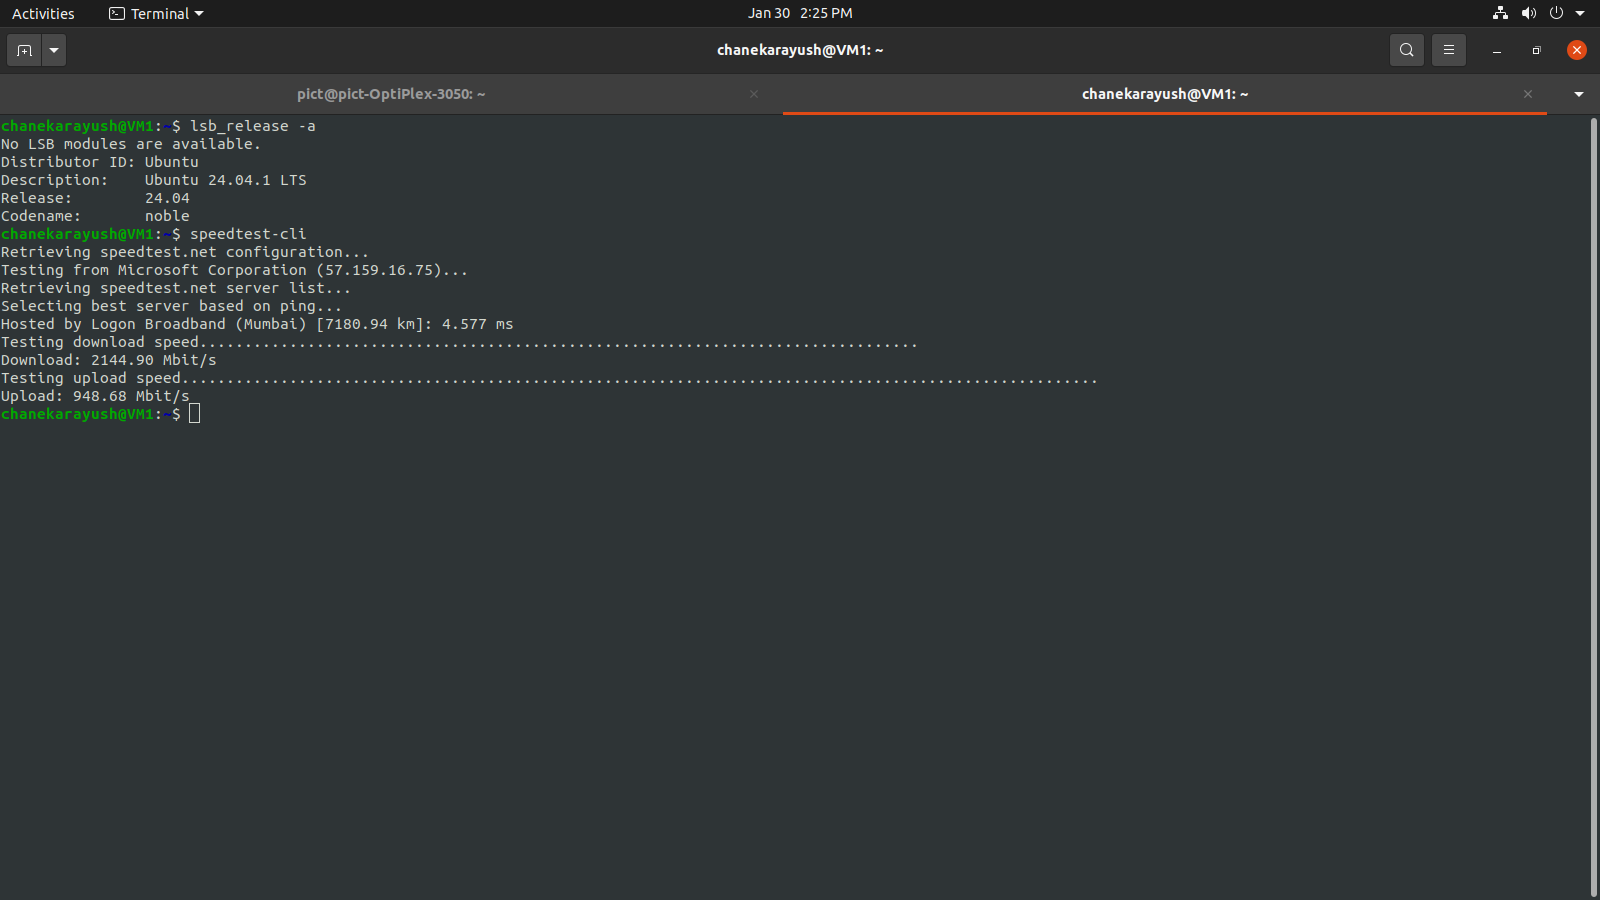 Activities Terminal Jan 30 2:25 PM
chanekarayush@VM1: ~
pict@pict-OptiPlex-3050: ~ chanekarayush@VM1: ~
chanekarayush@VM1:~$ lsb_release -a
No LSB modules are available.
Distributor ID: Ubuntu
Description:    Ubuntu 24.04.1 LTS
Release:        24.04
Codename:       noble
chanekarayush@VM1:~$ speedtest-cli
Retrieving speedtest.net configuration...
Testing from Microsoft Corporation (57.159.16.75)...
Retrieving speedtest.net server list...
Selecting best server based on ping...
Hosted by Logon Broadband (Mumbai) [7180.94 km]: 4.577 ms
Testing download speed................................................................................
Download: 2144.90 Mbit/s
Testing upload speed......................................................................................................
Upload: 948.68 Mbit/s
chanekarayush@VM1:~$